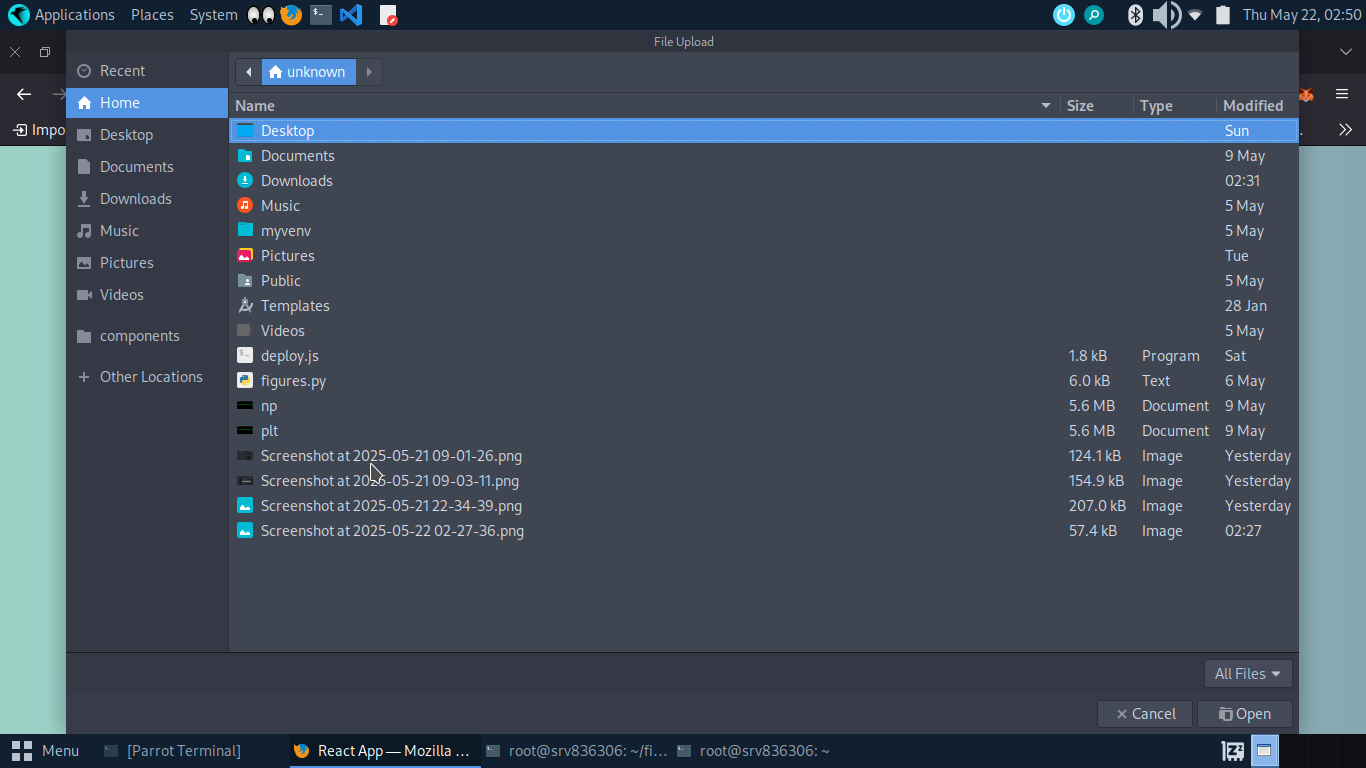 Applications Places System Thu May 22, 02:50
File Upload
Recent
Home
Desktop
Documents
Downloads
Music
Pictures
Videos
components
Other Locations
Impo
unknown
Name Size Type Modified
Desktop Sun
Documents 9 May
Downloads 02:31
Music 5 May
myvenv 5 May
Pictures Tue
Public 5 May
Templates 28 Jan
Videos 5 May
deploy.js 1.8 kB Program Sat
figures.py 6.0 kB Text 6 May
np 5.6 MB Document 9 May
plt 5.6 MB Document 9 May
Screenshot at 2025-05-21 09-01-26.png 124.1 kB Image Yesterday
Screenshot at 2025-05-21 09-03-11.png 154.9 kB Image Yesterday
Screenshot at 2025-05-21 22-34-39.png 207.0 kB Image Yesterday
Screenshot at 2025-05-22 02-27-36.png 57.4 kB Image 02:27
All Files
Cancel Open
Menu [Parrot Terminal] React App — Mozilla ... root@srv836306: ~/fi... root@srv836306: ~